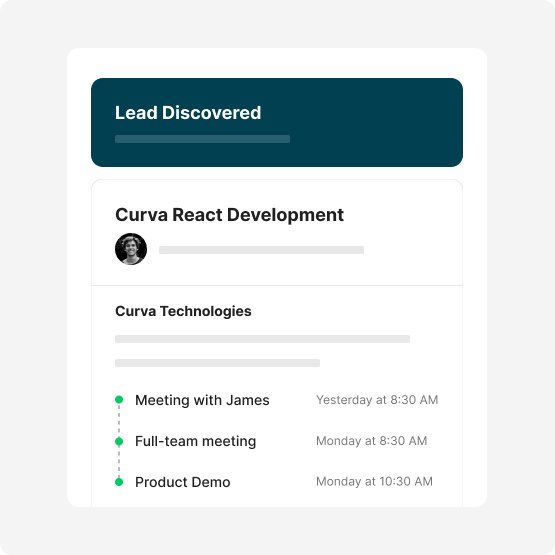 Lead Discovered
Curva React Development
Curva Technologies
Meeting with James Yesterday at 8:30 AM
Full-team meeting Monday at 8:30 AM
Product Demo Monday at 10:30 AM